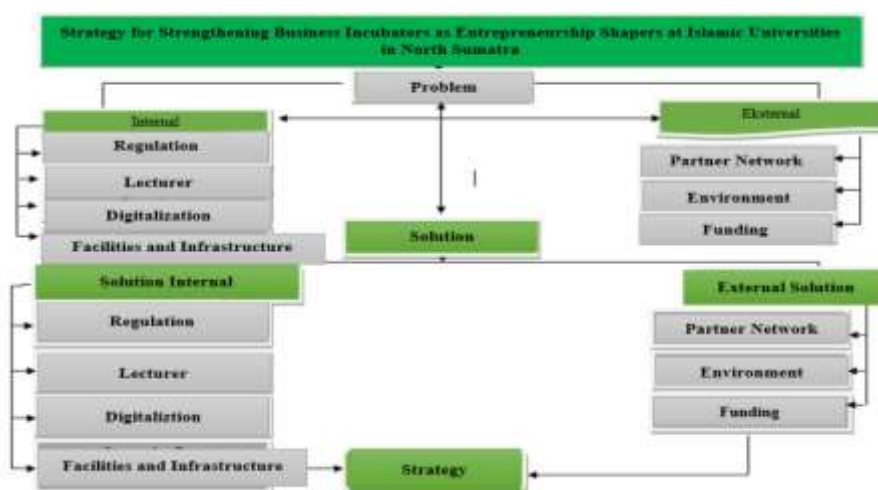 Strategy for Strengthening Business Incubators as Entrepreneurship Shapers at Islamic Universities
in North Sumatra
Problem
Internal
Eksternal
Regulation
Lecturer
Digitalization
Facilities and Infrastructure
Partner Network
Environment
Funding
Solution
Solution Internal
External Solution
Regulation
Lecturer
Digitaliztion
Facilities and Infrastructure
Partner Network
Environment
Funding
Strategy